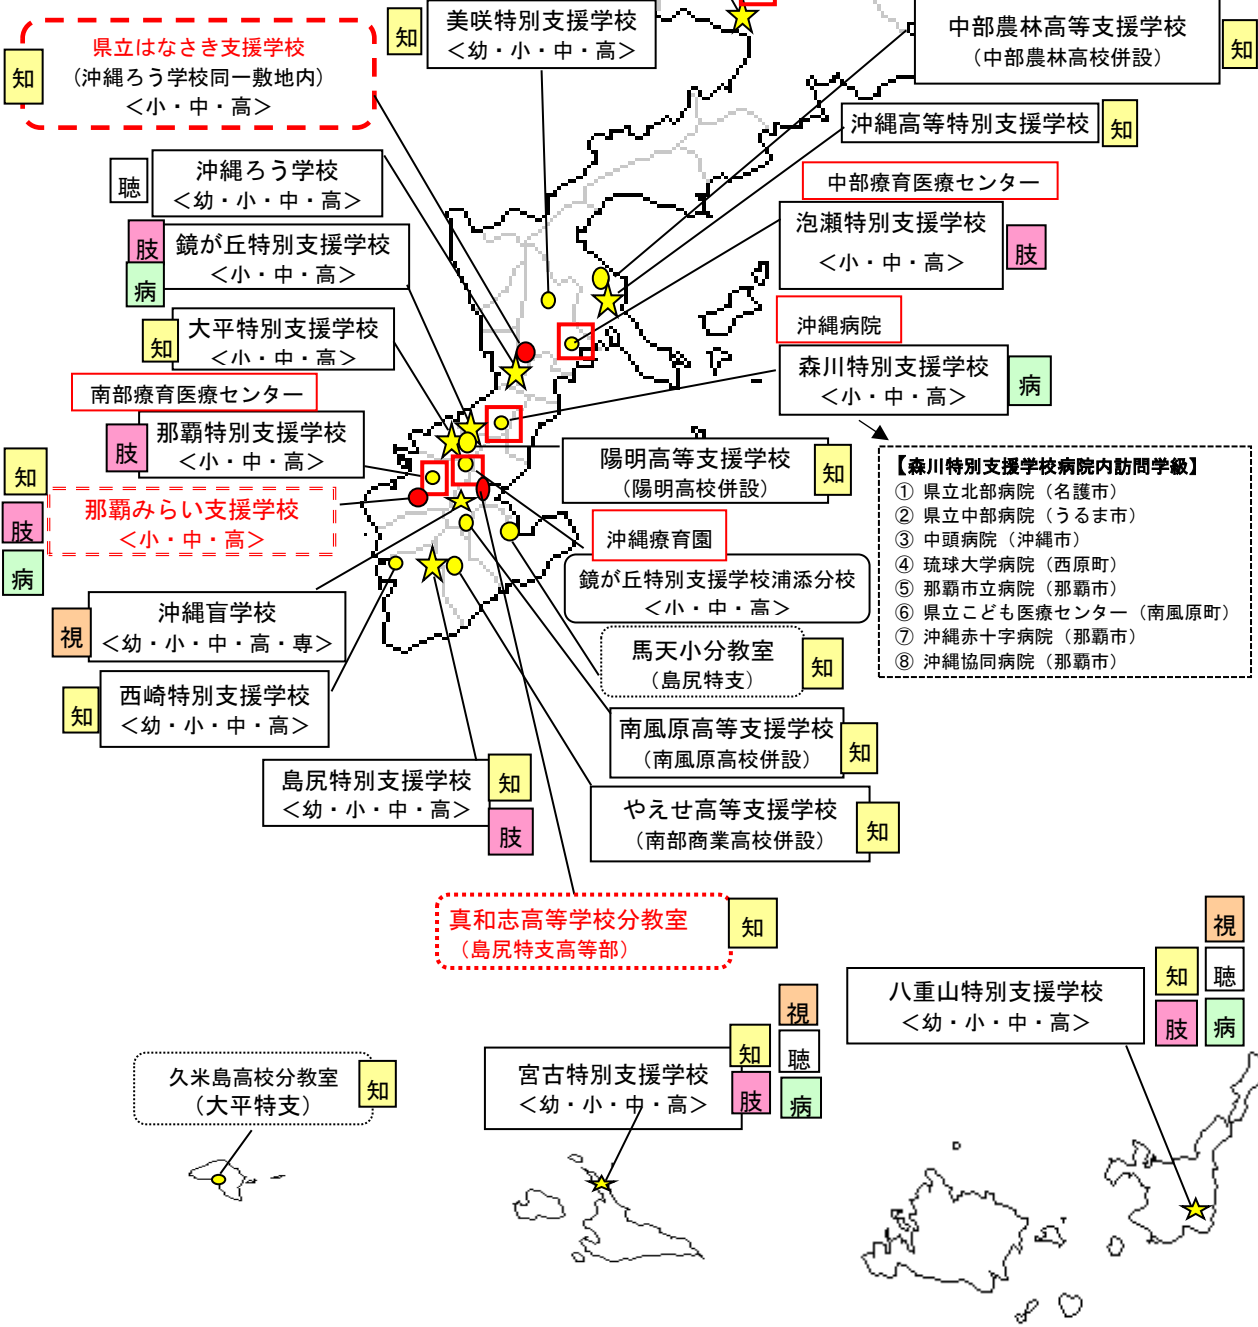 美咲特別支援学校
＜幼・小・中・高＞
知
中部農林高等支援学校
（中部農林高校併設）
知
県立はなさき支援学校
（沖縄ろう学校同一敷地内）
＜小・中・高＞
知
沖縄高等特別支援学校
知
沖縄ろう学校
＜幼・小・中・高＞
聴
中部療育医療センター
泡瀬特別支援学校
＜小・中・高＞
肢
鏡が丘特別支援学校
＜小・中・高＞
肢
病
大平特別支援学校
＜小・中・高＞
知
沖縄病院
森川特別支援学校
＜小・中・高＞
病
南部療育医療センター
那覇特別支援学校
＜小・中・高＞
肢
陽明高等支援学校
（陽明高校併設）
知
【森川特別支援学校病院内訪問学級】
① 県立北部病院（名護市）
② 県立中部病院（うるま市）
③ 中頭病院（沖縄市）
④ 琉球大学病院（西原町）
⑤ 那覇市立病院（那覇市）
⑥ 県立こども医療センター（南風原町）
⑦ 沖縄赤十字病院（那覇市）
⑧ 沖縄協同病院（那覇市）
知
肢
病
那覇みらい支援学校
＜小・中・高＞
沖縄療育園
鏡が丘特別支援学校浦添分校
＜小・中・高＞
沖縄盲学校
＜幼・小・中・高・専＞
視
馬天小分教室
（島尻特支）
知
西崎特別支援学校
＜幼・小・中・高＞
知
南風原高等支援学校
（南風原高校併設）
知
島尻特別支援学校
＜幼・小・中・高＞
知
肢
やえせ高等支援学校
（南部商業高校併設）
知
真和志高等学校分教室
（島尻特支高等部）
知
八重山特別支援学校
＜幼・小・中・高＞
視
知
聴
肢
病
宮古特別支援学校
＜幼・小・中・高＞
視
知
聴
肢
病
久米島高校分教室
（大平特支）
知